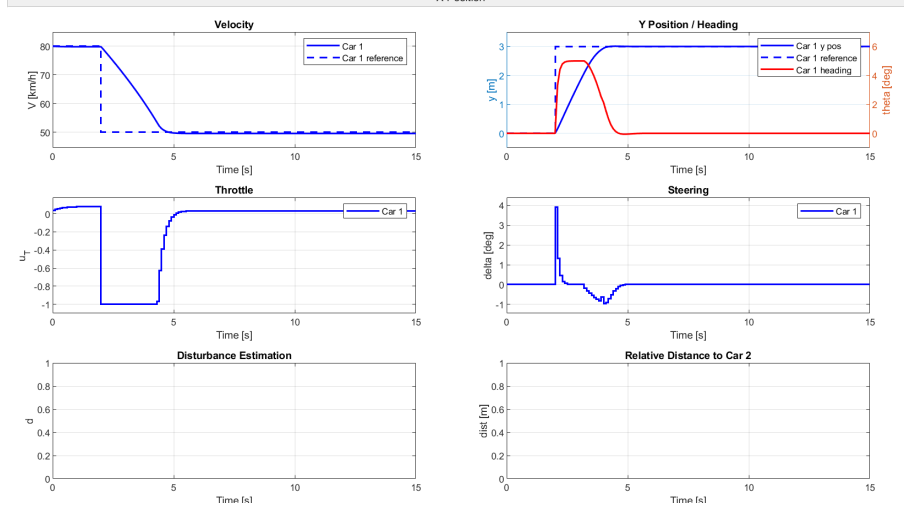 Velocity
80
70
60
50
V [km/h]
Car 1
Car 1 reference
0
5
10
15
Time [s]
Y Position / Heading
3
2
1
0
y [m]
Car 1 y pos
Car 1 reference
Car 1 heading
6
4
2
0
theta [deg]
0
5
10
15
Time [s]
Throttle
0
-0.2
-0.4
-0.6
-0.8
-1
u_T
Car 1
0
5
10
15
Time [s]
Steering
4
3
2
1
0
-1
delta [deg]
Car 1
0
5
10
15
Time [s]
Disturbance Estimation
1
0.8
0.6
0.4
0.2
0
d
0
5
10
15
Time [s]
Relative Distance to Car 2
1
0.8
0.6
0.4
0.2
0
dist [m]
0
5
10
15
Time [s]